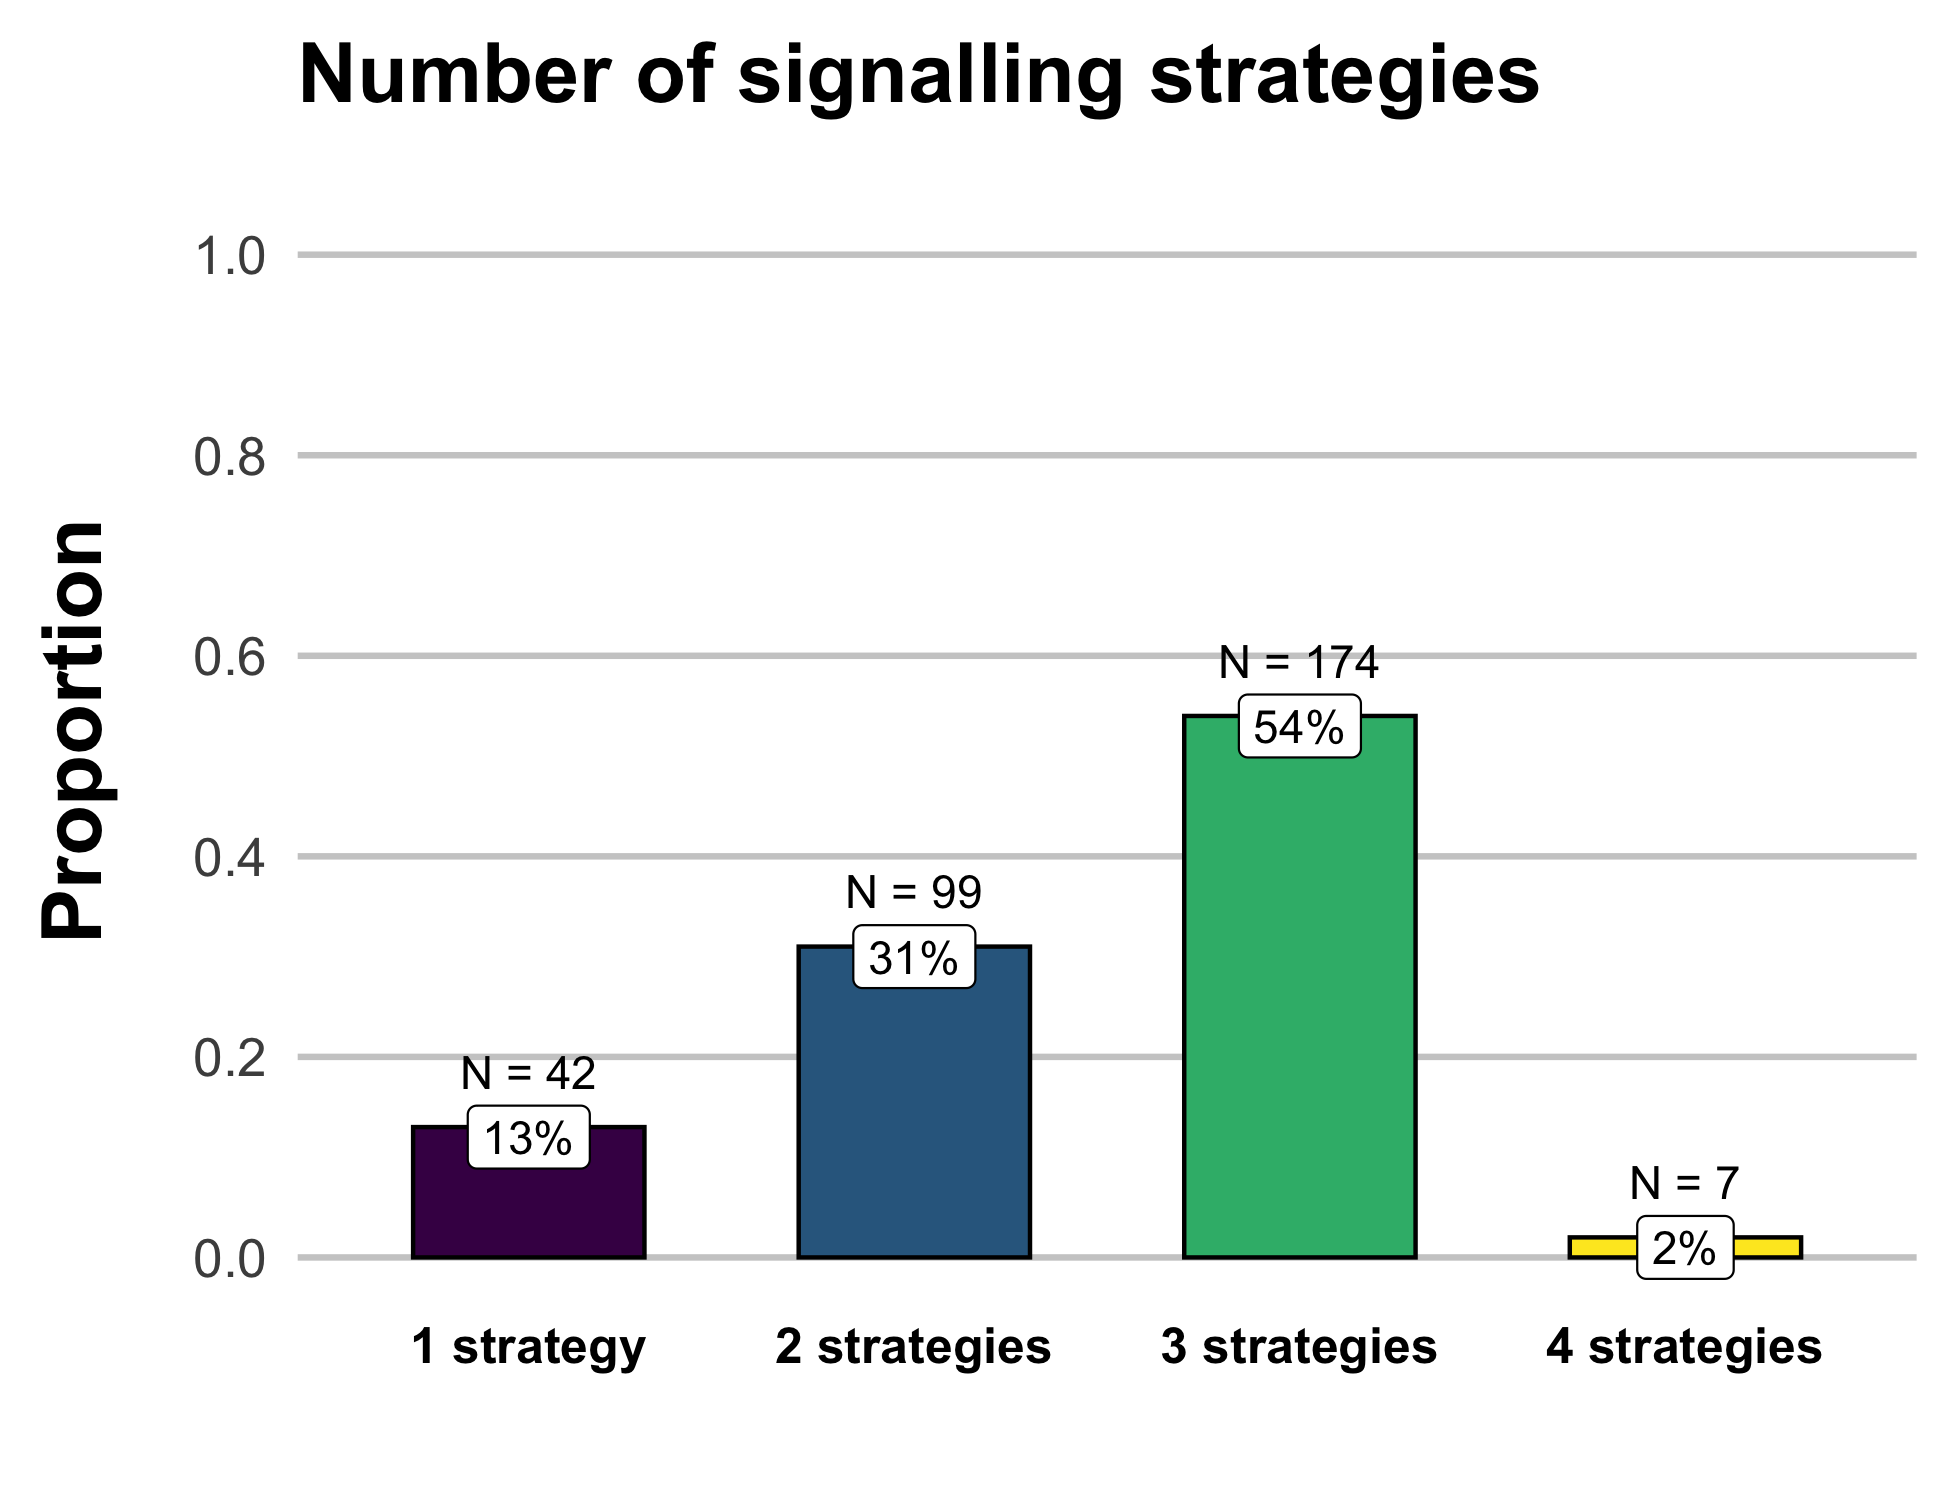 Number of signalling strategies
Proportion
1.0
0.8
0.6
0.4
0.2
0.0
N = 42
13%
N = 99
31%
N = 174
54%
N = 7
2%
1 strategy
2 strategies
3 strategies
4 strategies